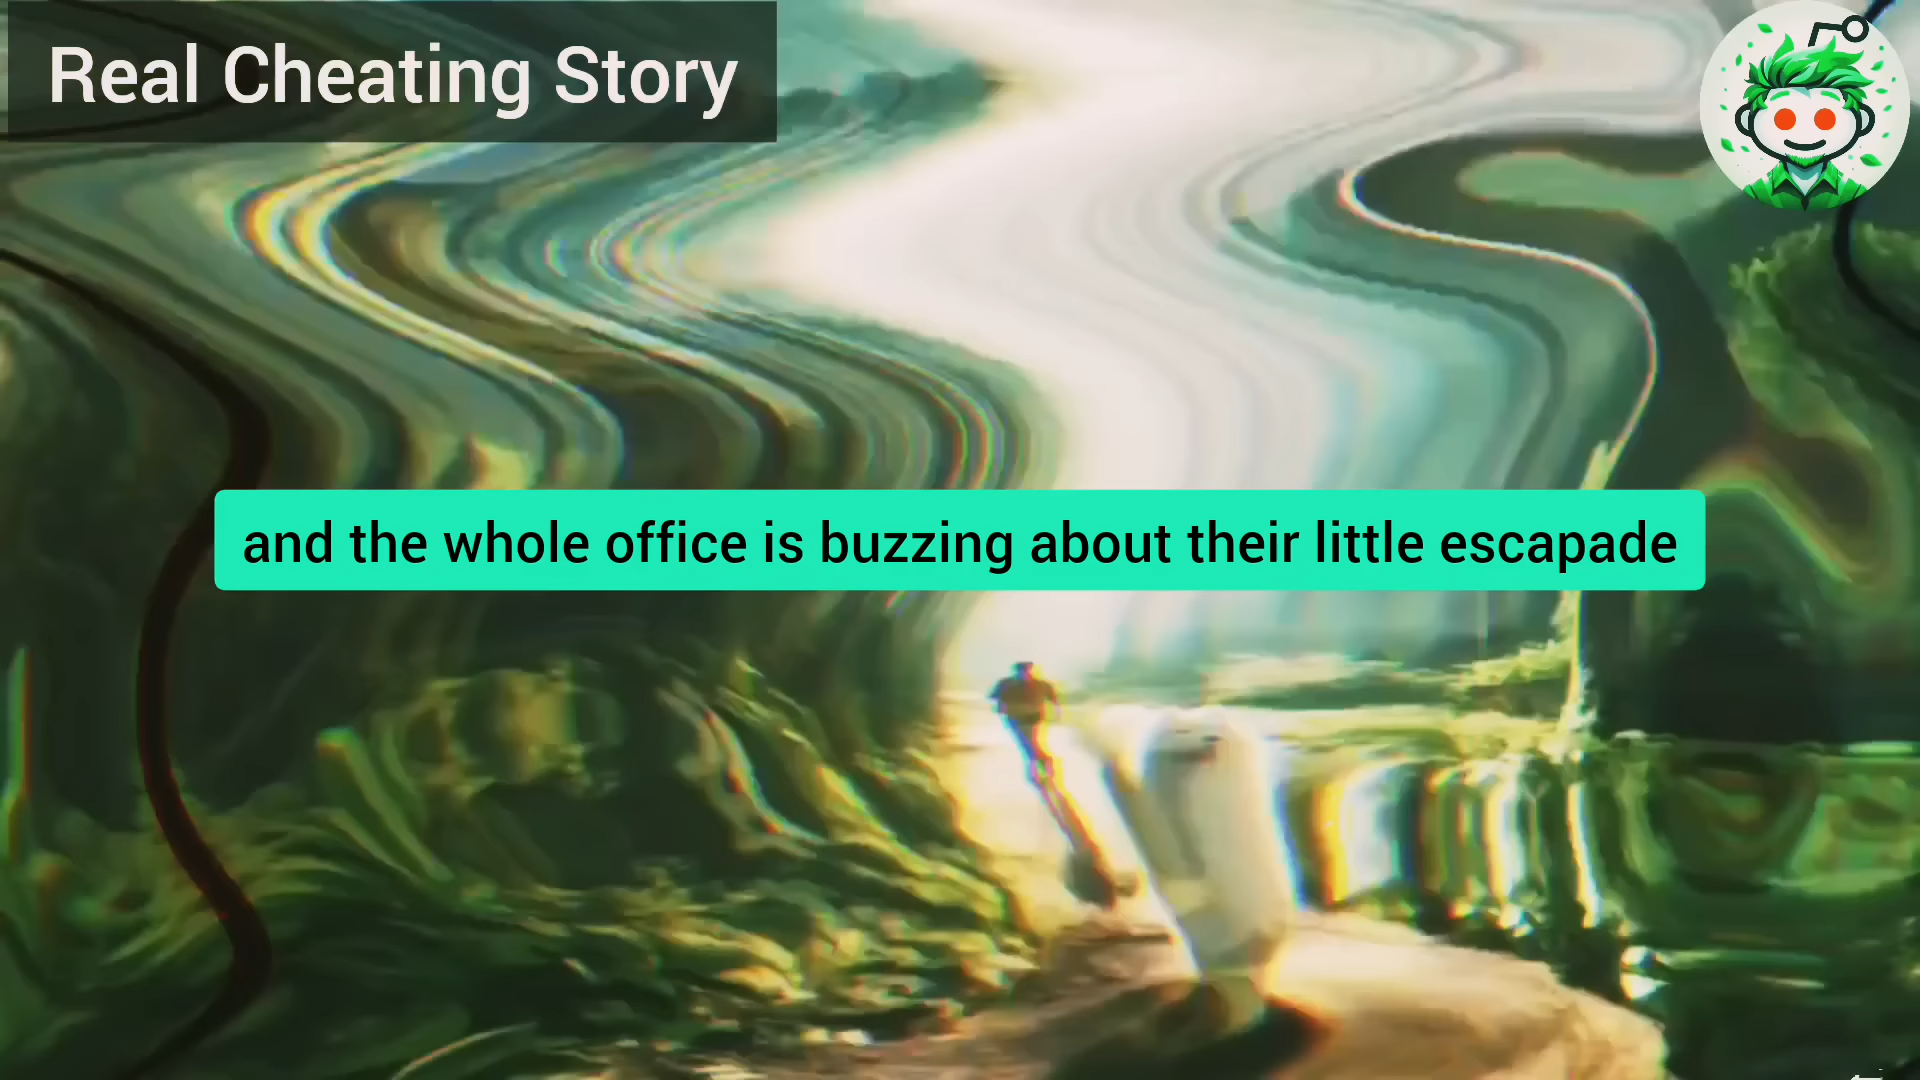 Real Cheating Story
and the whole office is buzzing about their little escapade